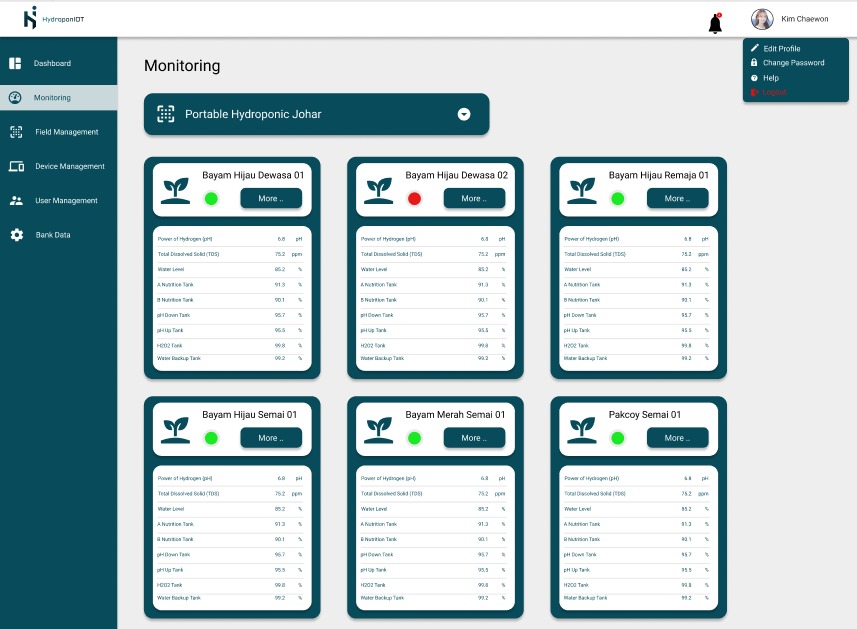 HydroponIOT
Kim Chaewon
Edit Profile
Change Password
Help
Logout
Dashboard
Monitoring
Field Management
Device Management
User Management
Bank Data
Monitoring
Portable Hydroponic Johar
Bayam Hijau Dewasa 01
More ..
Power of Hydrogen (pH) 6.8 pH
Total Dissolved Solid (TDS) 75.2 ppm
Water Level 85.2 %
A Nutrition Tank 91.3 %
B Nutrition Tank 90.1 %
pH Down Tank 95.7 %
pH Up Tank 95.5 %
H2O2 Tank 99.8 %
Water Backup Tank 99.2 %
Bayam Hijau Dewasa 02
More ..
Power of Hydrogen (pH) 6.8 pH
Total Dissolved Solid (TDS) 75.2 ppm
Water Level 85.2 %
A Nutrition Tank 91.3 %
B Nutrition Tank 90.1 %
pH Down Tank 95.7 %
pH Up Tank 95.5 %
H2O2 Tank 99.8 %
Water Backup Tank 99.2 %
Bayam Hijau Remaja 01
More ..
Power of Hydrogen (pH) 6.8 pH
Total Dissolved Solid (TDS) 75.2 ppm
Water Level 85.2 %
A Nutrition Tank 91.3 %
B Nutrition Tank 90.1 %
pH Down Tank 95.7 %
pH Up Tank 95.5 %
H2O2 Tank 99.8 %
Water Backup Tank 99.2 %
Bayam Hijau Semai 01
More ..
Power of Hydrogen (pH) 6.8 pH
Total Dissolved Solid (TDS) 75.2 ppm
Water Level 85.2 %
A Nutrition Tank 91.3 %
B Nutrition Tank 90.1 %
pH Down Tank 95.7 %
pH Up Tank 95.5 %
H2O2 Tank 99.8 %
Water Backup Tank 99.2 %
Bayam Merah Semai 01
More ..
Power of Hydrogen (pH) 6.8 pH
Total Dissolved Solid (TDS) 75.2 ppm
Water Level 85.2 %
A Nutrition Tank 91.3 %
B Nutrition Tank 90.1 %
pH Down Tank 95.7 %
pH Up Tank 95.5 %
H2O2 Tank 99.8 %
Water Backup Tank 99.2 %
Pakcoy Semai 01
More ..
Power of Hydrogen (pH) 6.8 pH
Total Dissolved Solid (TDS) 75.2 ppm
Water Level 85.2 %
A Nutrition Tank 91.3 %
B Nutrition Tank 90.1 %
pH Down Tank 95.7 %
pH Up Tank 95.5 %
H2O2 Tank 99.8 %
Water Backup Tank 99.2 %